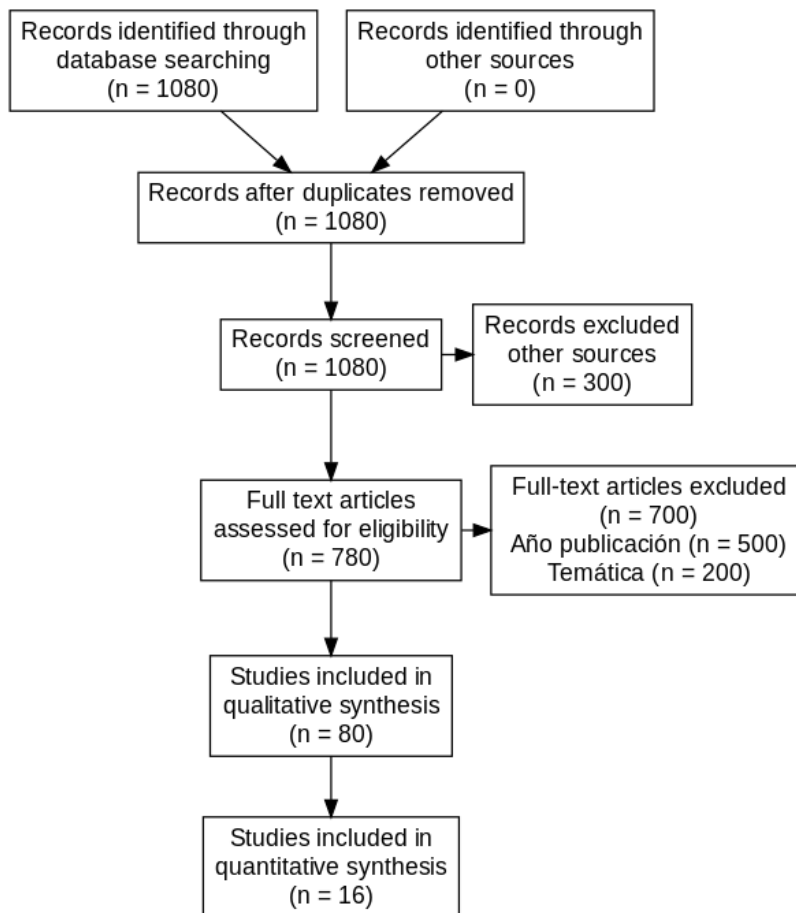 Records identified through
database searching
(n = 1080)
Records identified through
other sources
(n = 0)
Records after duplicates removed
(n = 1080)
Records screened
(n = 1080)
Records excluded
other sources
(n = 300)
Full text articles
assessed for eligibility
(n = 780)
Full-text articles excluded
(n = 700)
Año publicación (n = 500)
Temática (n = 200)
Studies included in
qualitative synthesis
(n = 80)
Studies included in
quantitative synthesis
(n = 16)